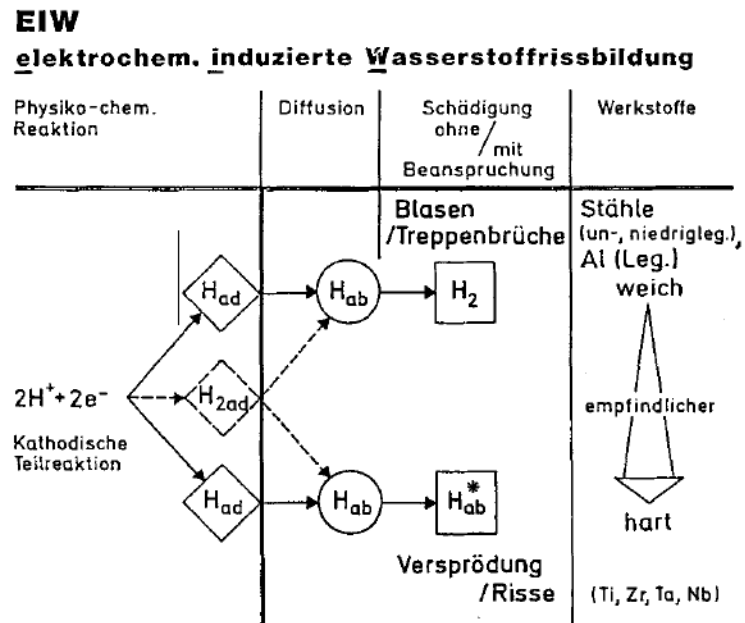 EIW
elektrochem. induzierte Wasserstoffrissbildung
Physiko-chem.
Reaktion
Diffusion
Schädigung
ohne /
/ mit
Beanspruchung
Werkstoffe
Blasen
/Treppenbrüche
Stähle
(un-, niedrigleg.),
Al (Leg.)
weich
Had
Hab
H2
2H+ + 2e-
H2ad
empfindlicher
Kathodische
Teilreaktion
Had
Hab
H*ab
hart
Versprödung
/Risse
(Ti, Zr, Ta, Nb)